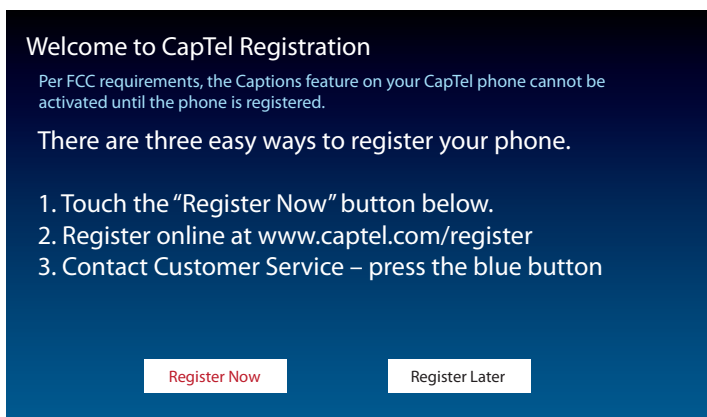 Welcome to CapTel Registration
Per FCC requirements, the Captions feature on your CapTel phone cannot be
activated until the phone is registered.
There are three easy ways to register your phone.
1. Touch the “Register Now” button below.
2. Register online at www.captel.com/register
3. Contact Customer Service – press the blue button
Register Now
Register Later